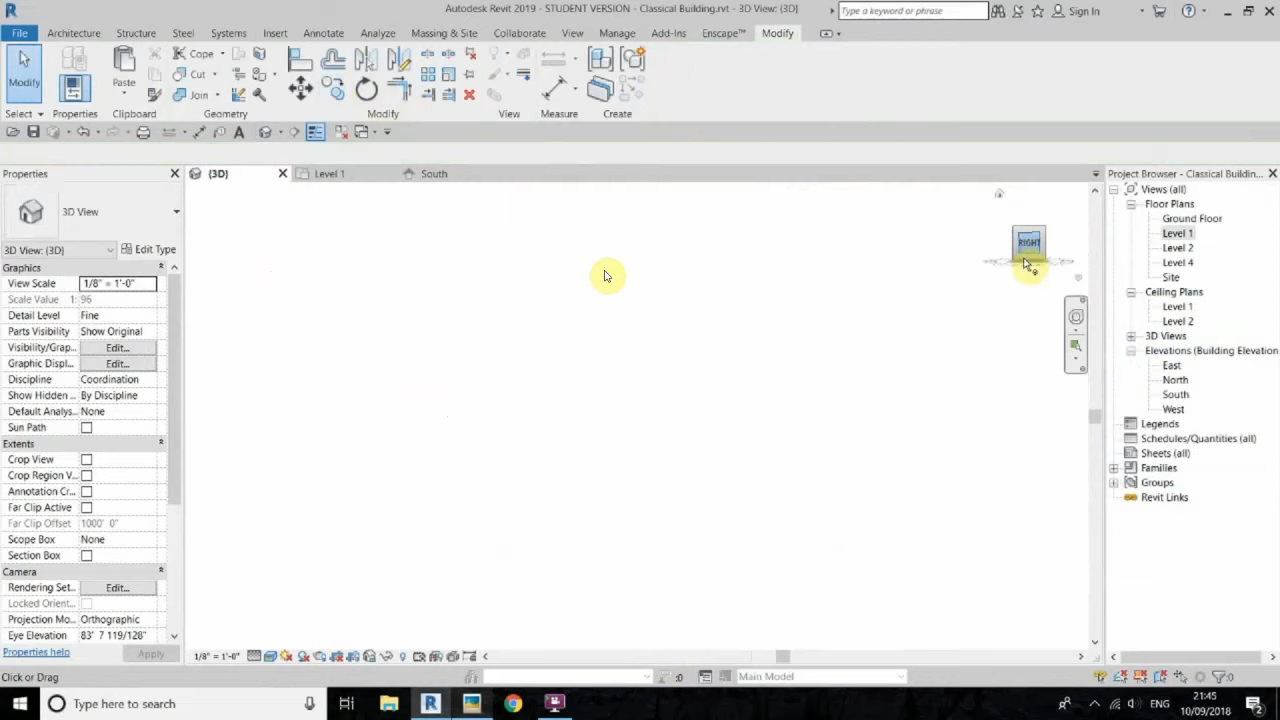 Autodesk Revit 2019 - STUDENT VERSION - Classical Building.rvt - 3D View: {3D}
Type a keyword or phrase
Sign In
File Architecture Structure Steel Systems Insert Annotate Analyze Massing & Site Collaborate View Manage Add-Ins Enscape™ Modify
Modify
Paste
Cope
Cut
Join
Select Properties Clipboard Geometry Modify View Measure Create
Properties
{3D}
Level 1
South
Project Browser - Classical Building...
3D View
3D View: {3D}
Edit Type
Graphics
View Scale 1/8" = 1'-0"
Scale Value 1: 96
Detail Level Fine
Parts Visibility Show Original
Visibility/Grap... Edit...
Graphic Displ... Edit...
Discipline Coordination
Show Hidden ... By Discipline
Default Analys... None
Sun Path
Extents
Crop View
Crop Region V...
Annotation Cr...
Far Clip Active
Far Clip Offset 1000' 0"
Scope Box None
Section Box
Camera
Rendering Set... Edit...
Locked Orient...
Projection Mo... Orthographic
Eye Elevation 83' 7 119/128"
Properties help
Apply
RIGHT
Views (all)
Floor Plans
Ground Floor
Level 1
Level 2
Level 4
Site
Ceiling Plans
Level 1
Level 2
3D Views
Elevations (Building Elevation
East
North
South
West
Legends
Schedules/Quantities (all)
Sheets (all)
Families
Groups
Revit Links
1/8" = 1'-0"
Click or Drag
:0
Main Model
:0
Type here to search
ENG
21:45
10/09/2018
2